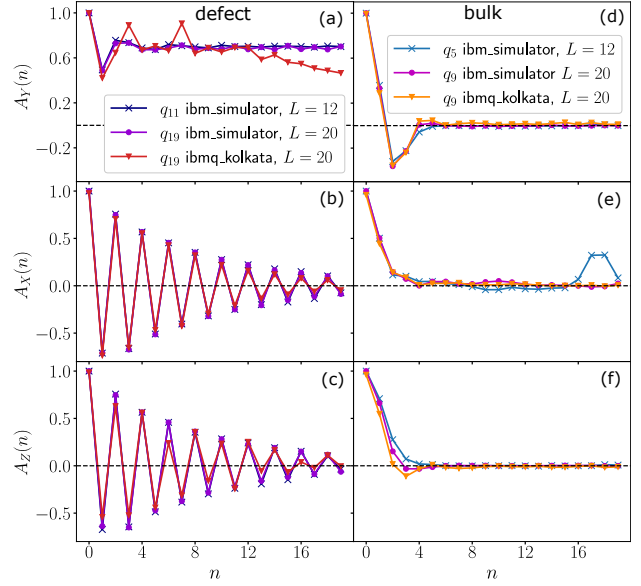 defect
bulk
(a)
A_Y(n)
1.0
0.6
0.2
−0.2
q_11 ibm_simulator, L = 12
q_19 ibm_simulator, L = 20
q_19 ibmq_kolkata, L = 20
(d)
q_5 ibm_simulator, L = 12
q_9 ibm_simulator, L = 20
q_9 ibmq_kolkata, L = 20
(b)
A_X(n)
1.0
0.5
0.0
−0.5
(e)
(c)
A_Z(n)
1.0
0.5
0.0
−0.5
(f)
0 4 8 12 16
n
0 4 8 12 16
n